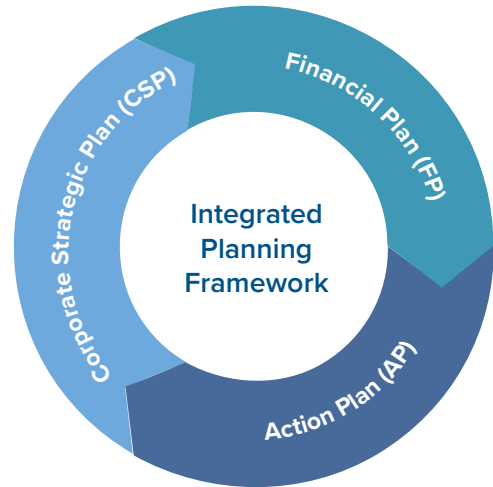 Corporate Strategic Plan (CSP)
Financial Plan (FP)
Action Plan (AP)
Integrated
Planning
Framework